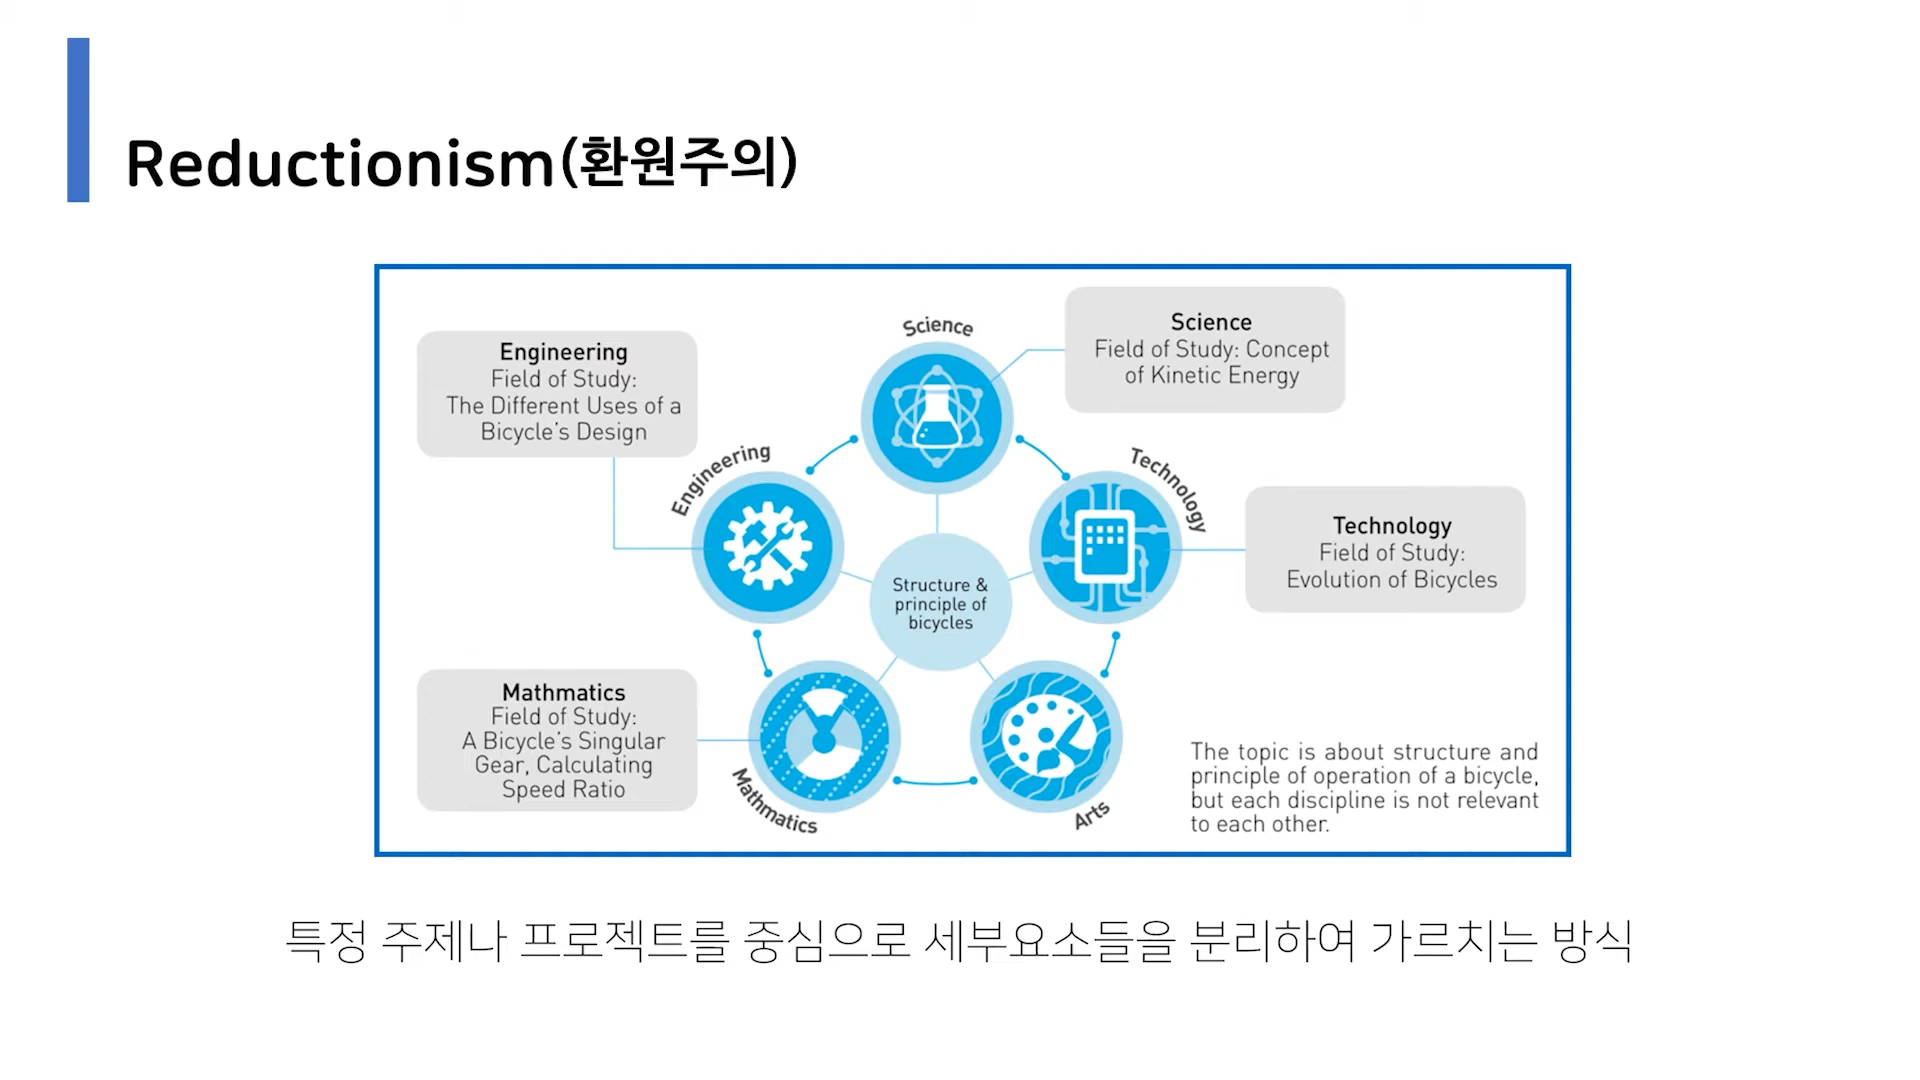 Reductionism(환원주의)
Engineering
Field of Study:
The Different Uses of a
Bicycle's Design
Science
Science
Field of Study: Concept
of Kinetic Energy
Engineering
Technology
Technology
Field of Study:
Evolution of Bicycles
Structure &
principle of
bicycles
Mathmatics
Field of Study:
A Bicycle's Singular
Gear, Calculating
Speed Ratio
Mathmatics
Arts
The topic is about structure and
principle of operation of a bicycle,
but each discipline is not relevant
to each other.
특정 주제나 프로젝트를 중심으로 세부요소들을 분리하여 가르치는 방식